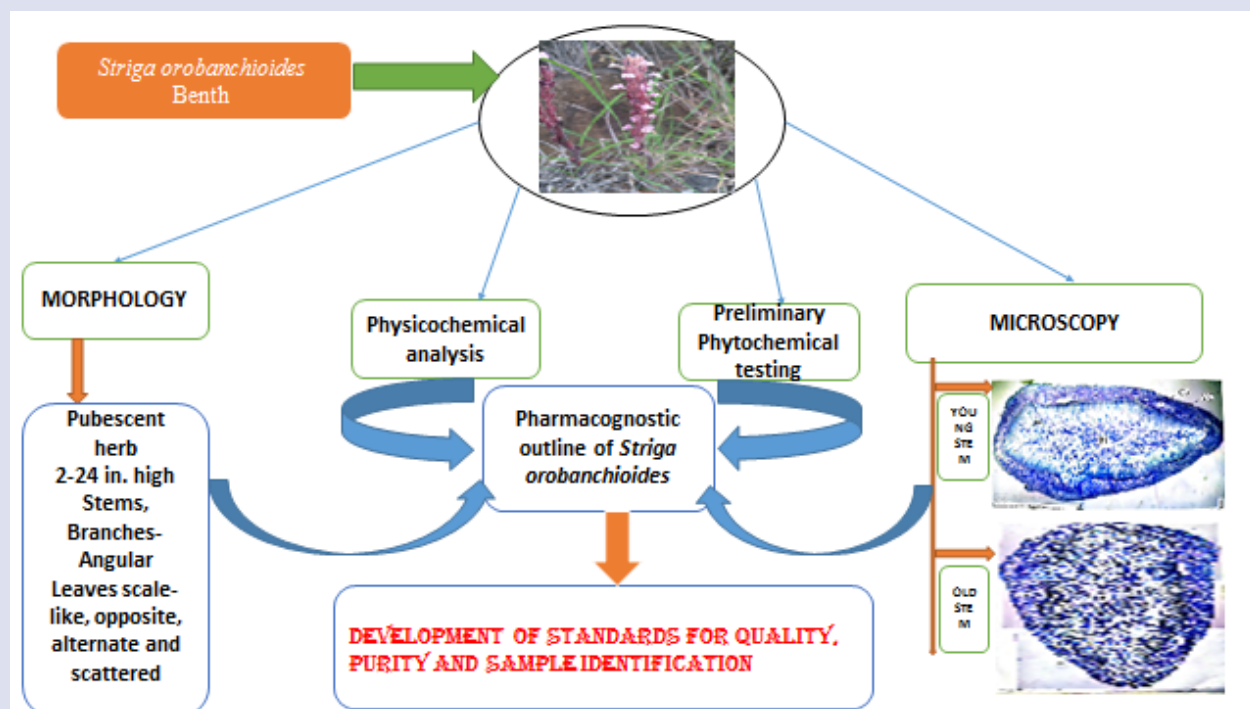 Striga orobanchioides
Benth
MORPHOLOGY
Physicochemical
analysis
Preliminary
Phytochemical
testing
MICROSCOPY
Pubescent
herb
2-24 in. high
Stems,
Branches-
Angular
Leaves scale-
like, opposite,
alternate and
scattered
Pharmacognostic
outline of Striga
orobanchioides
YOU
NG
STE
M
OLD
STE
M
DEVELOPMENT OF STANDARDS FOR QUALITY,
PURITY AND SAMPLE IDENTIFICATION